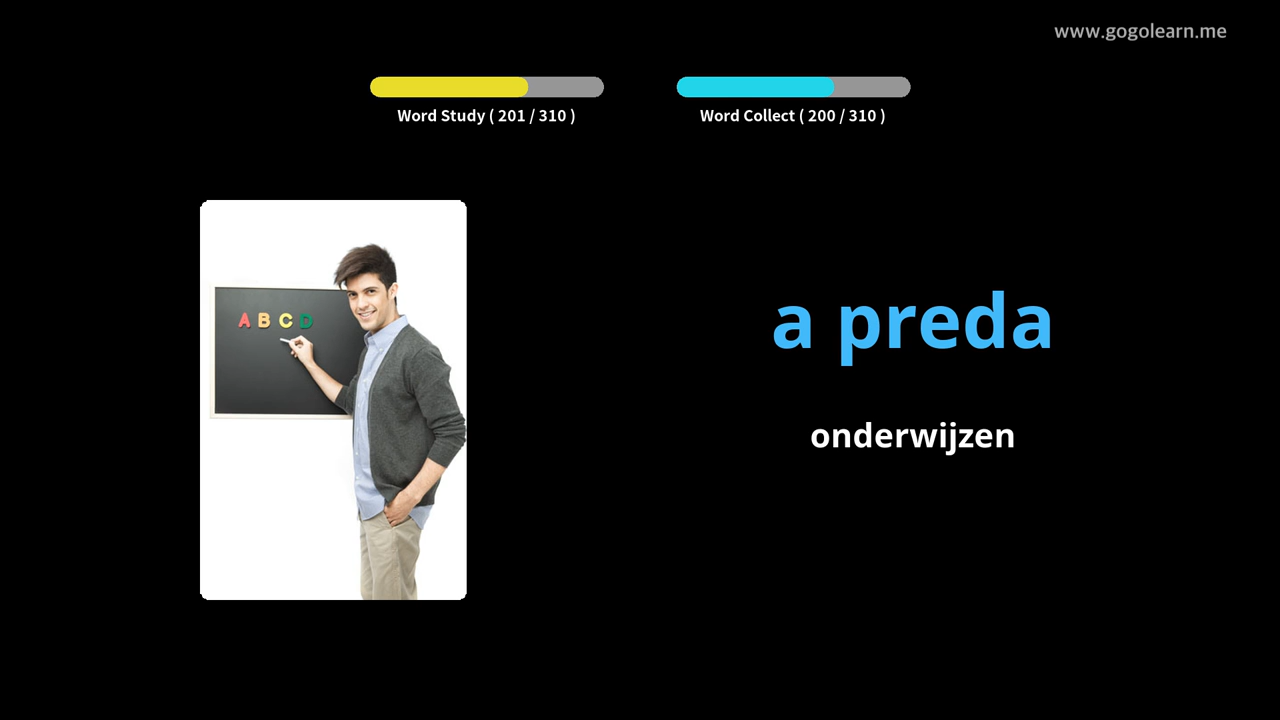 www.gogolearn.me
Word Study ( 201 / 310 )
Word Collect ( 200 / 310 )
A B C D
a preda
onderwijzen